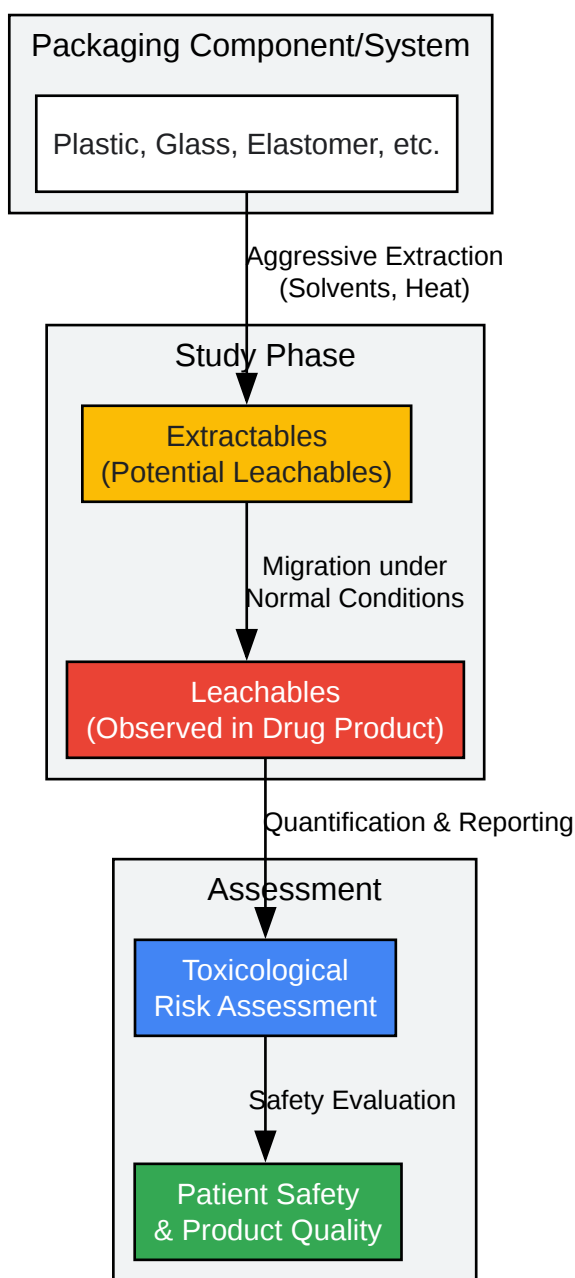 Packaging Component/System
Plastic, Glass, Elastomer, etc.
Aggressive Extraction
(Solvents, Heat)
Study Phase
Extractables
(Potential Leachables)
Migration under
Normal Conditions
Leachables
(Observed in Drug Product)
Quantification & Reporting
Assessment
Toxicological
Risk Assessment
Safety Evaluation
Patient Safety
& Product Quality